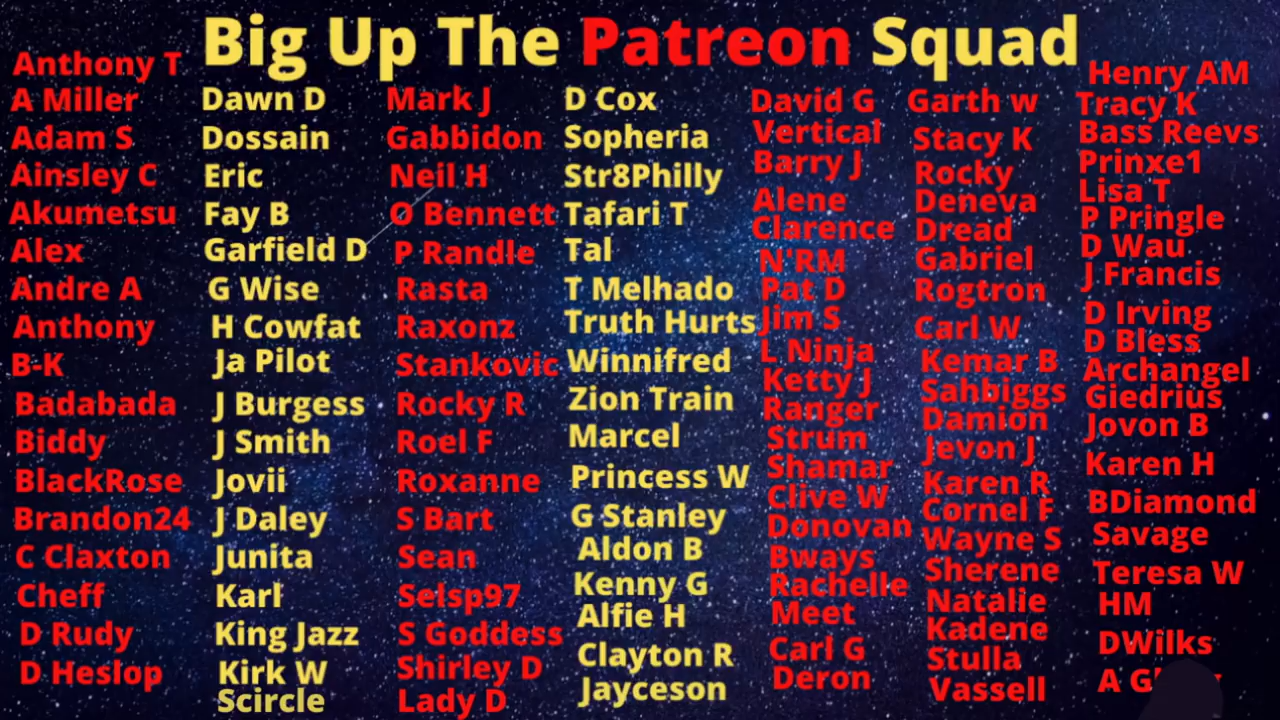 Big Up The Patreon Squad
Anthony T
A Miller
Adam S
Ainsley C
Akumetsu
Alex
Andre A
Anthony
B-K
Badabada
Biddy
BlackRose
Brandon24
C Claxton
Cheff
D Rudy
D Heslop
Dawn D
Dossain
Eric
Fay B
Garfield D
G Wise
H Cowfat
Ja Pilot
J Burgess
J Smith
Jovii
J Daley
Junita
Karl
King Jazz
Kirk W
Scircle
Mark J
Gabbidon
Neil H
O Bennett
P Randle
Rasta
Raxonz
Stankovic
Rocky R
Roel F
Roxanne
S Bart
Sean
Selsp97
S Goddess
Shirley D
Lady D
D Cox
Sopheria
Str8Philly
Tafari T
Tal
T Melhado
Truth Hurts
Winnifred
Zion Train
Marcel
Princess W
G Stanley
Aldon B
Kenny G
Alfie H
Clayton R
Jayceson
David G
Vertical
Barry J
Alene
Clarence
N'RM
Pat D
Jim S
L Ninja
Ketty J
Ranger
Strum
Shamar
Clive W
Donovan
Bways
Rachelle
Meet
Carl G
Deron
Garth w
Stacy K
Rocky
Deneva
Dread
Gabriel
Rogtron
Carl W
Kemar B
Sahbiggs
Damion
Jevon J
Karen R
Cornel F
Wayne S
Sherene
Natalie
Kadene
Stulla
Vassell
Henry AM
Tracy K
Bass Reevs
Prinxe1
Lisa T
P Pringle
D Wau
J Francis
D Irving
D Bless
Archangel
Giedrius
Jovon B
Karen H
BDiamond
Savage
Teresa W
HM
DWilks
A